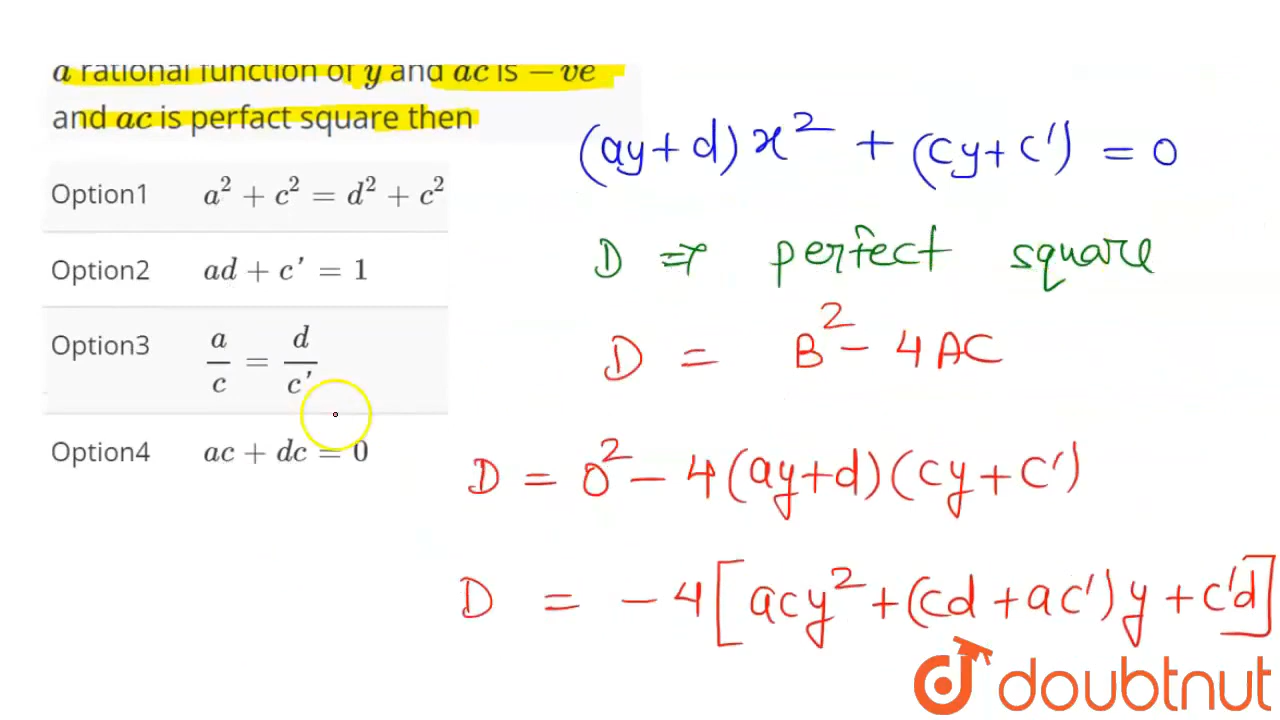 a rational function of y and ac is −ve
and ac is perfact square then
Option1 a² + c² = d² + c²
Option2 ad + c′ = 1
Option3 a/c = d/c′
Option4 ac + dc = 0
(ay + d) x² + (cy + c′) = 0
D ⇒ perfect square
D = B² − 4AC
D = 0² − 4(ay + d)(cy + c′)
D = −4[acy² + (cd + ac′)y + c′d]
doubtnut